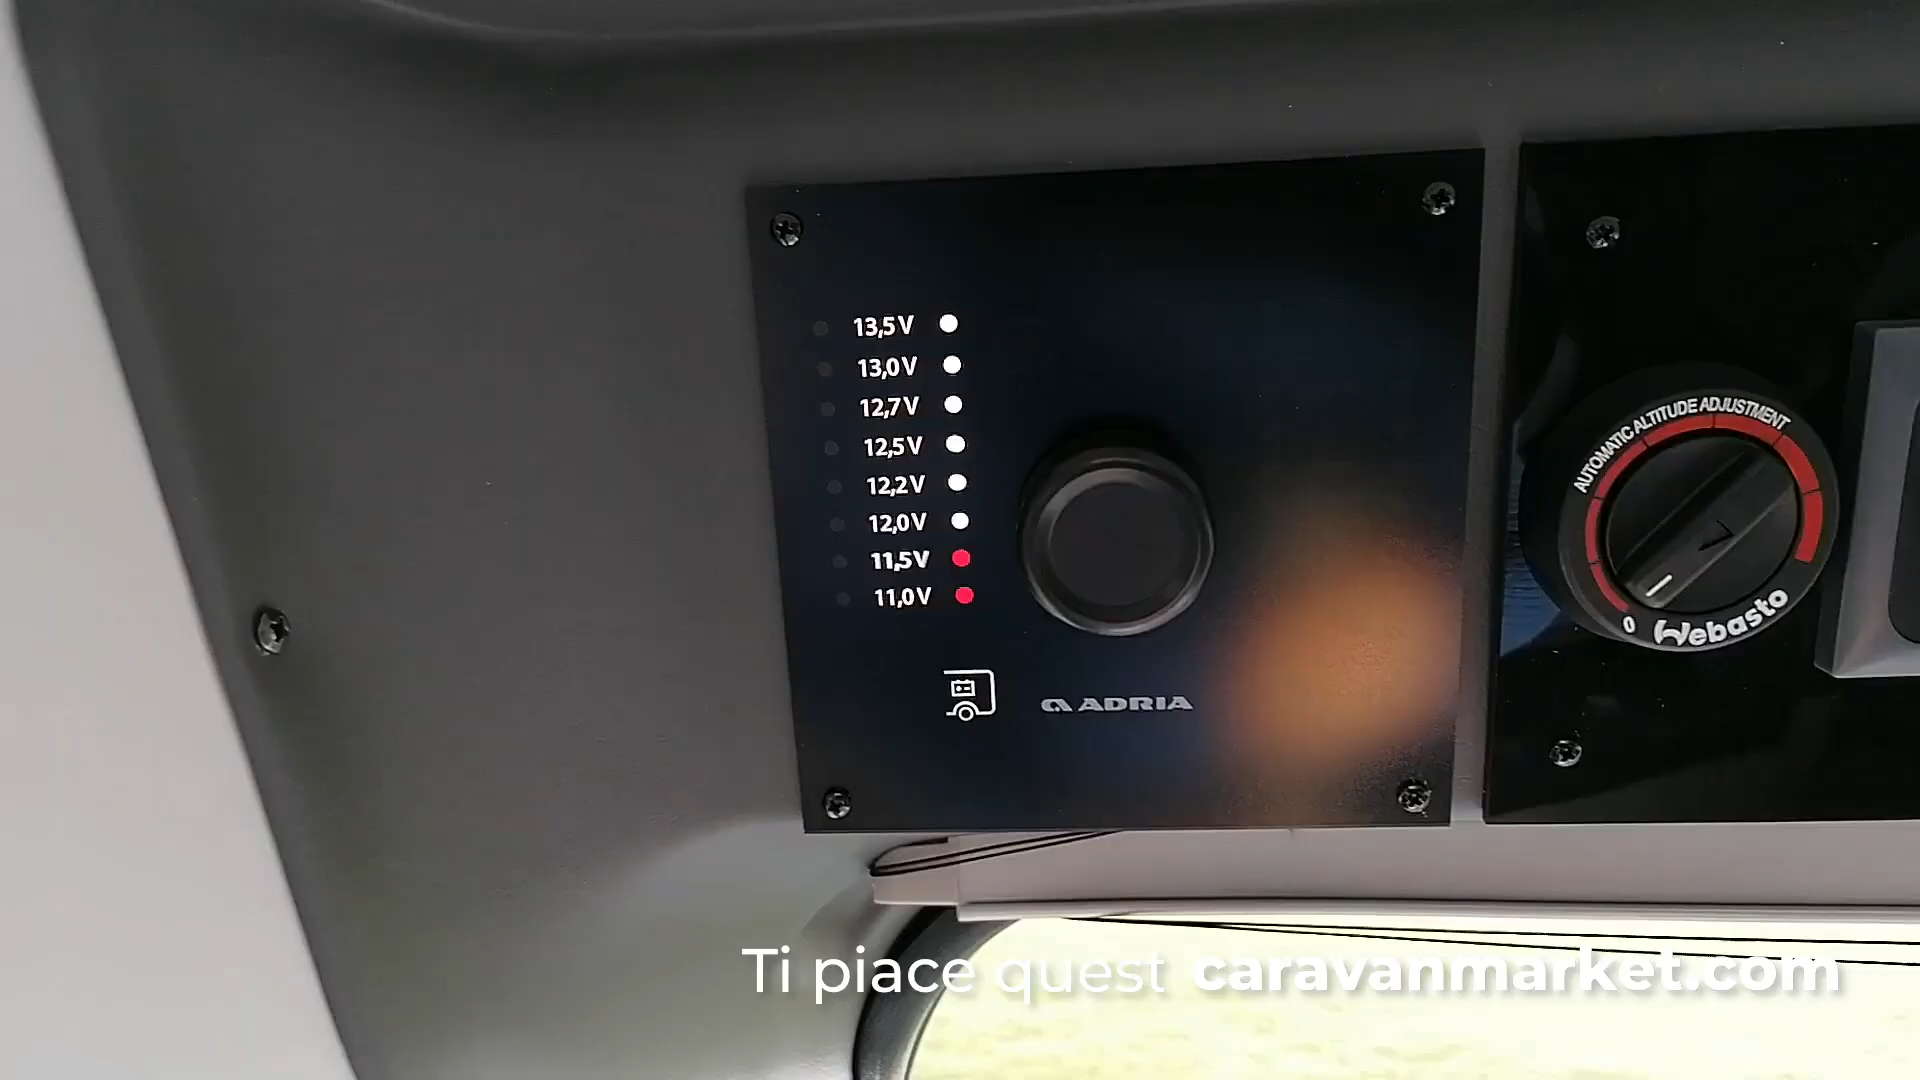 13,5V
13,0V
12,7V
12,5V
12,2V
12,0V
11,5V
11,0V
ADRIA
AUTOMATIC ALTITUDE ADJUSTMENT
0
Webasto
Ti piace quest caravanmarket.com